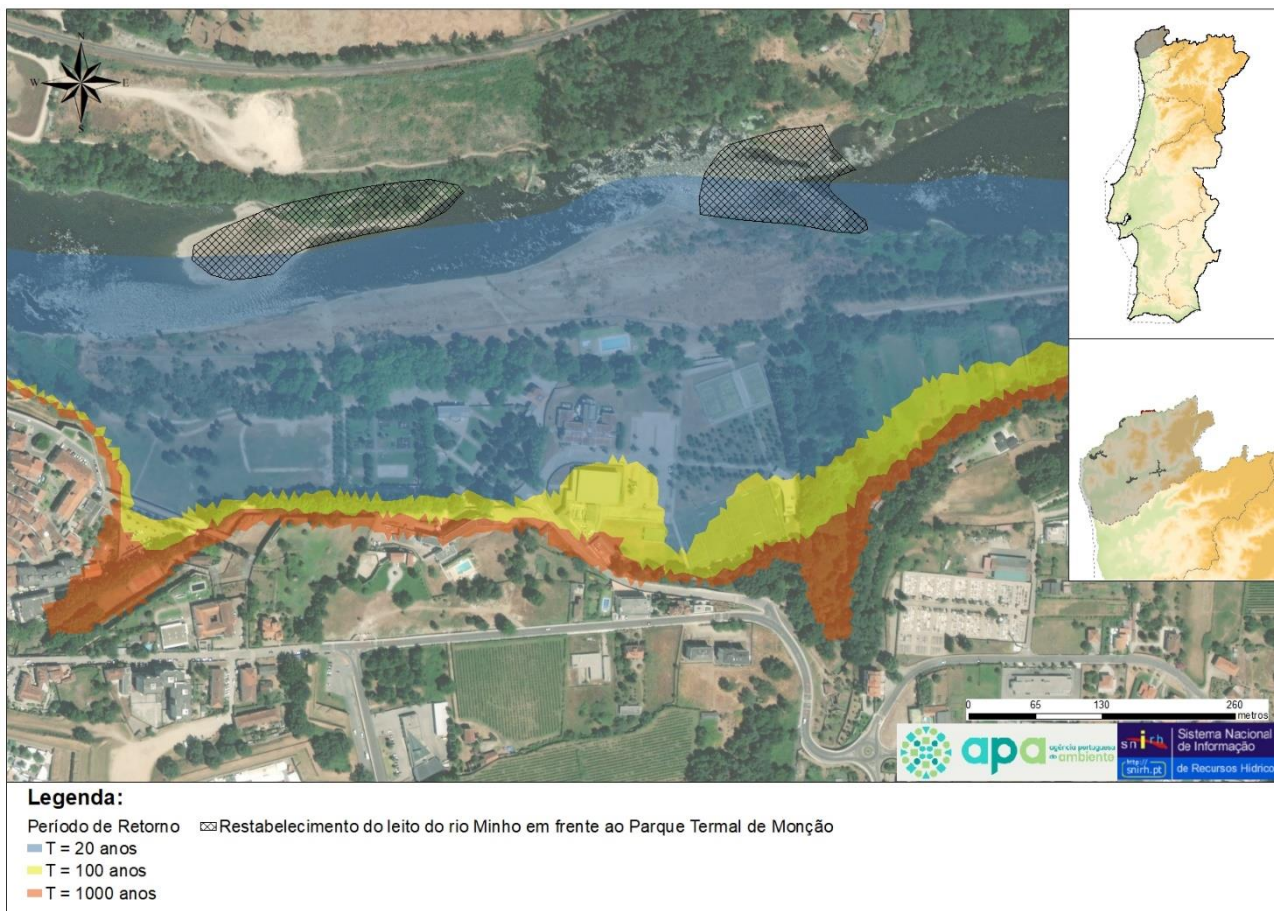 N
W E
S
0 65 130 260
metros
apa agência portuguesa
do ambiente
snirh Sistema Nacional
de Informação
http://
snirh.pt de Recursos Hídricos
Legenda:
Período de Retorno Restabelecimento do leito do rio Minho em frente ao Parque Termal de Monção
T = 20 anos
T = 100 anos
T = 1000 anos